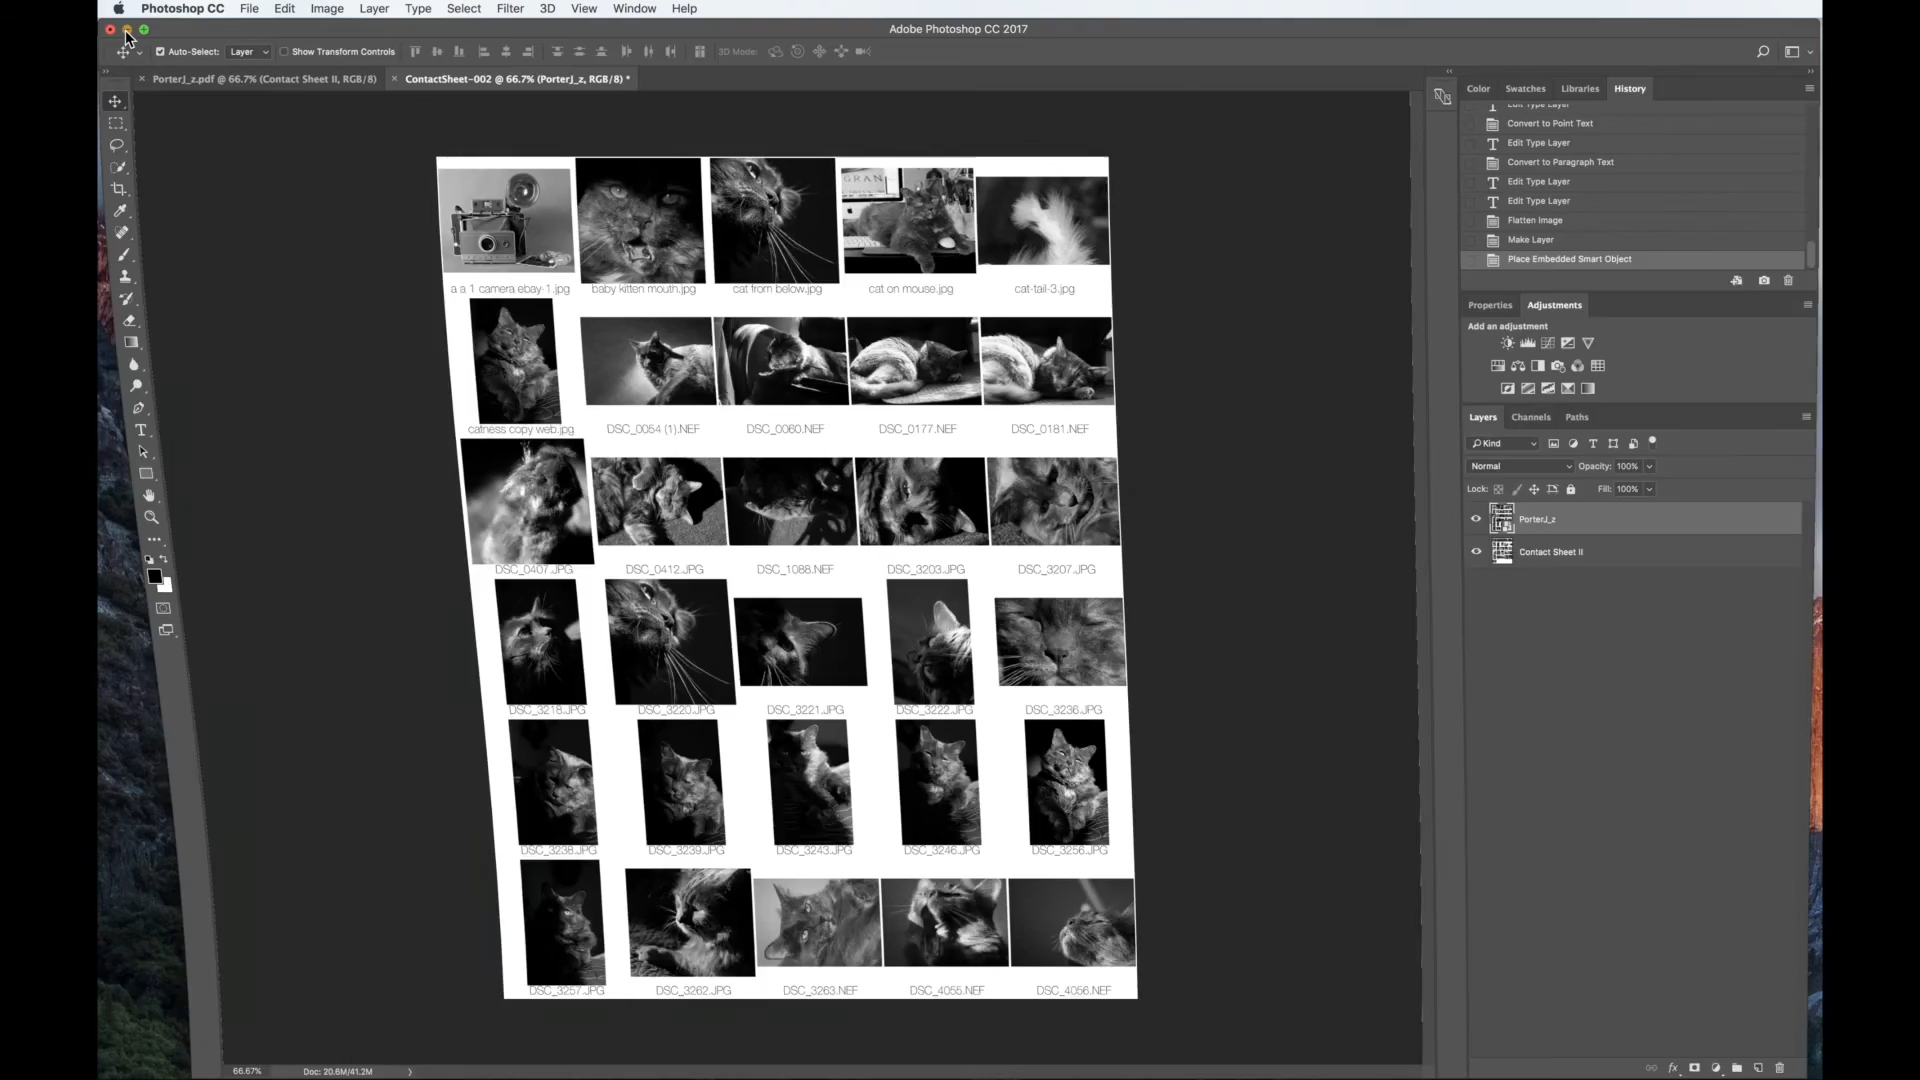 Photoshop CC File Edit Image Layer Type Select Filter 3D View Window Help
Adobe Photoshop CC 2017
Auto-Select: Layer Show Transform Controls 3D Mode:
PorterJ_z.pdf @ 66.7% (Contact Sheet II, RGB/8) ContactSheet-002 @ 66.7% (PorterJ_z, RGB/8) *
Color Swatches Libraries History
Edit Type Layer
Convert to Point Text
Edit Type Layer
Convert to Paragraph Text
Edit Type Layer
Edit Type Layer
Flatten Image
Make Layer
Place Embedded Smart Object
Properties Adjustments
Add an adjustment
Layers Channels Paths
Kind
Normal Opacity: 100%
Lock: Fill: 100%
PorterJ_z
Contact Sheet II
GRAN
a a 1 camera ebay-1.jpg baby kitten mouth.jpg cat from below.jpg cat on mouse.jpg cat-tail-3.jpg
catness copy web.jpg DSC_0054 (1).NEF DSC_0060.NEF DSC_0177.NEF DSC_0181.NEF
DSC_0407.JPG DSC_0412.JPG DSC_1088.NEF DSC_3203.JPG DSC_3207.JPG
DSC_3218.JPG DSC_3220.JPG DSC_3221.JPG DSC_3222.JPG DSC_3236.JPG
DSC_3238.JPG DSC_3239.JPG DSC_3243.JPG DSC_3246.JPG DSC_3256.JPG
DSC_3257.JPG DSC_3262.JPG DSC_3263.NEF DSC_4055.NEF DSC_4056.NEF
66.67% Doc: 20.6M/41.2M